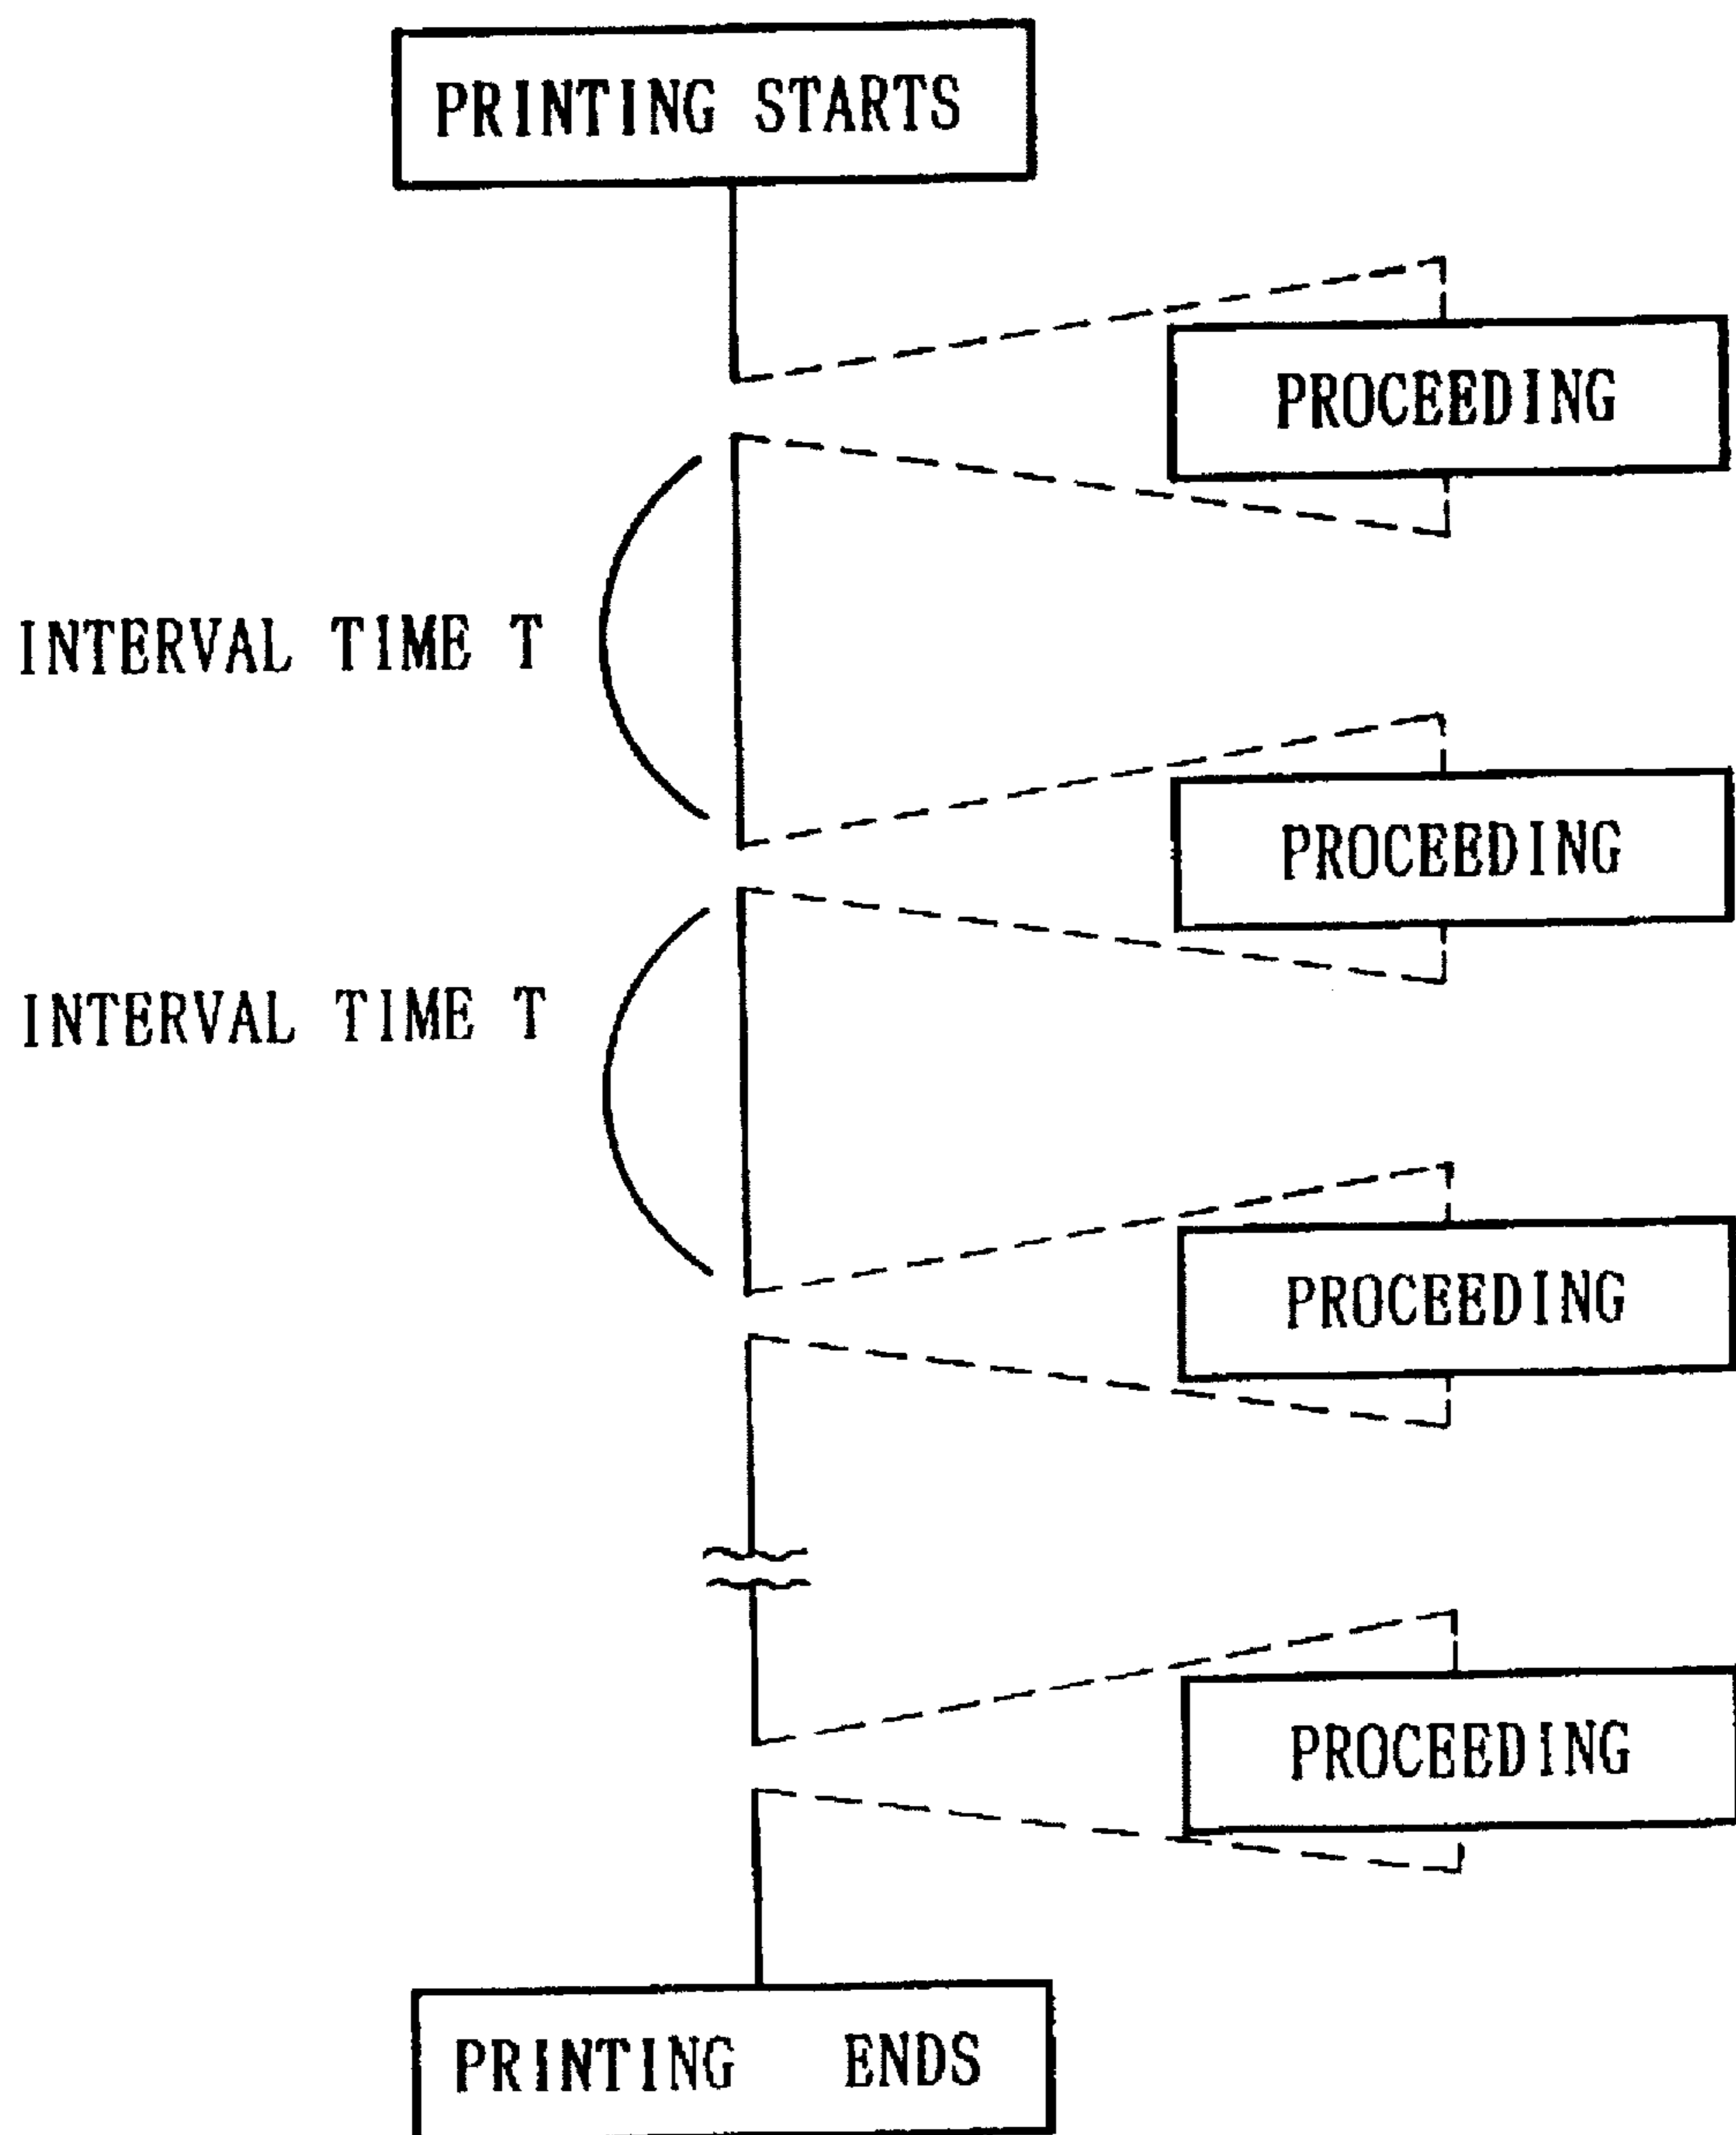 PRINTING STARTS
PROCEEDING
INTERVAL TIME T
PROCEEDING
INTERVAL TIME T
PROCEEDING
PROCEEDING
PRINTING ENDS